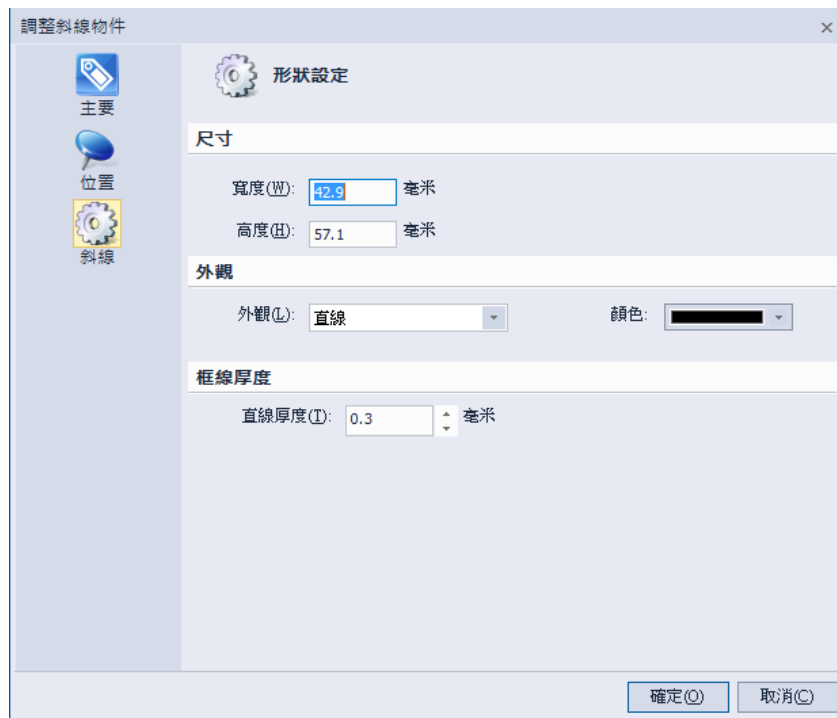 調整斜線物件
主要
位置
斜線
形狀設定
尺寸
寬度(W): 42.9 毫米
高度(H): 57.1 毫米
外觀
外觀(L): 直線 顏色:
框線厚度
直線厚度(T): 0.3 毫米
確定(O) 取消(C)